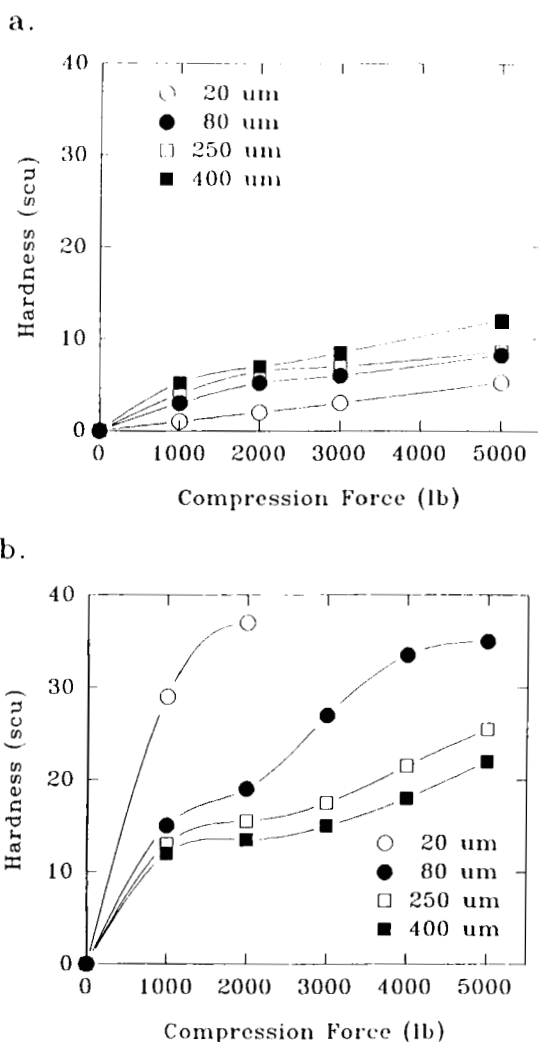 a.
40
30
20
10
0
Hardness (scu)
20 um
80 um
250 um
400 um
0 1000 2000 3000 4000 5000
Compression Force (lb)
b.
40
30
20
10
0
Hardness (scu)
20 um
80 um
250 um
400 um
0 1000 2000 3000 4000 5000
Compression Force (lb)